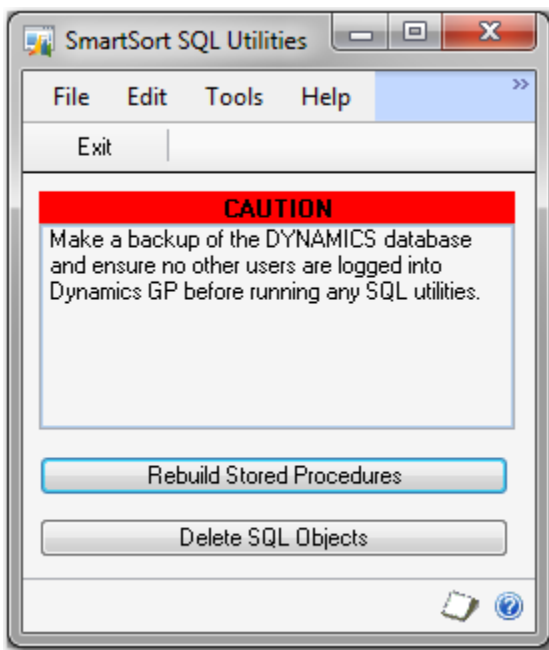 SmartSort SQL Utilities
File Edit Tools Help »
Exit
CAUTION
Make a backup of the DYNAMICS database
and ensure no other users are logged into
Dynamics GP before running any SQL utilities.
Rebuild Stored Procedures
Delete SQL Objects